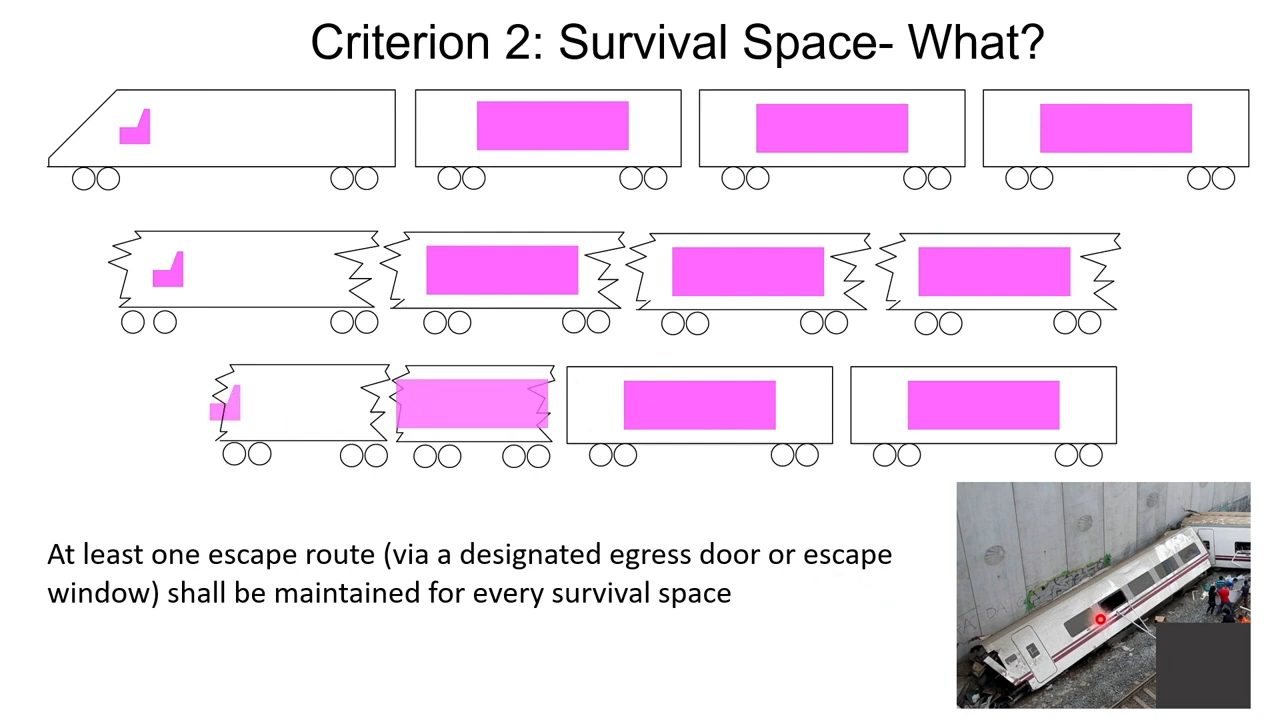 Criterion 2: Survival Space- What?
At least one escape route (via a designated egress door or escape
window) shall be maintained for every survival space